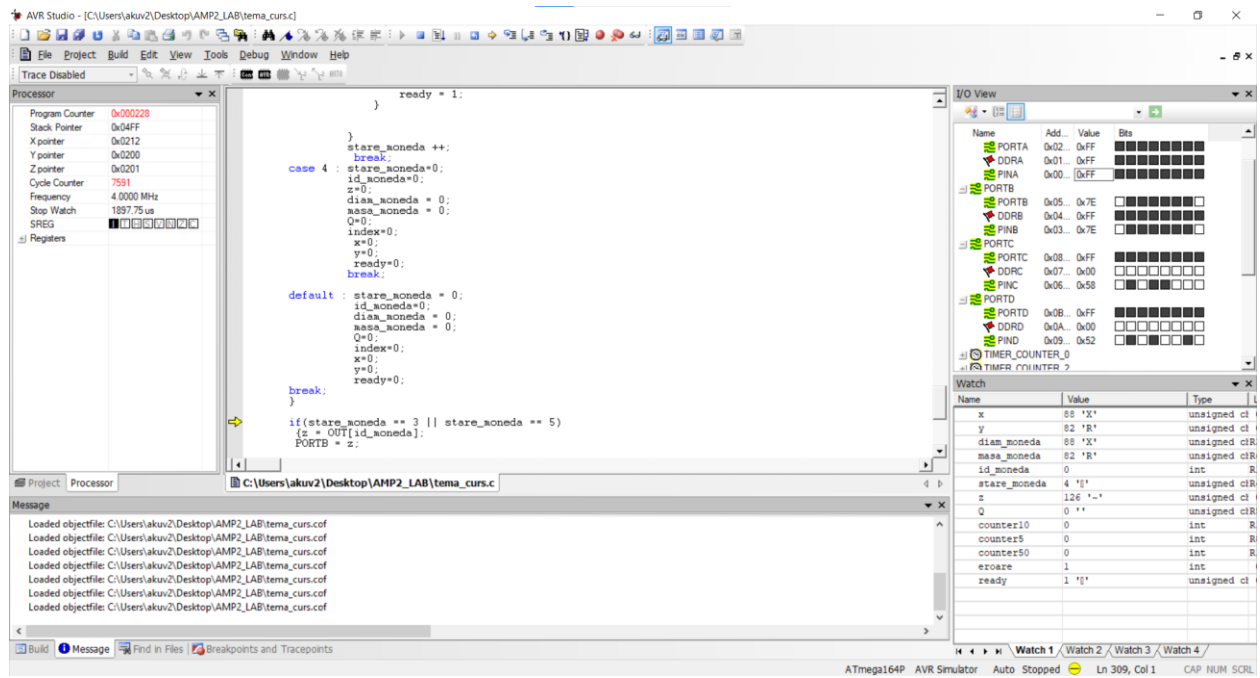 AVR Studio - [C:\Users\akuv2\Desktop\AMP2_LAB\tema_curs.c]
File Project Build Edit View Tools Debug Window Help
Trace Disabled
Processor
Program Counter 0x000228
Stack Pointer 0x04FF
X pointer 0x0212
Y pointer 0x0200
Z pointer 0x0201
Cycle Counter 7591
Frequency 4.0000 MHz
Stop Watch 1897.75 us
SREG I T H S V N Z C
Registers
Project Processor
ready = 1;
}
}
stare_moneda ++;
break;
case 4 : stare_moneda=0;
id_moneda=0;
z=0;
diam_moneda = 0;
masa_moneda = 0;
Q=0;
index=0;
x=0;
y=0;
ready=0;
break;
default : stare_moneda = 0;
id_moneda=0;
diam_moneda = 0;
masa_moneda = 0;
Q=0;
index=0;
x=0;
y=0;
ready=0;
break;
}
if(stare_moneda == 3 || stare_moneda == 5)
{z = OUT[id_moneda];
PORTB = z;
C:\Users\akuv2\Desktop\AMP2_LAB\tema_curs.c
I/O View
Name Add... Value Bits
PORTA 0x02... 0xFF
DDRA 0x01... 0xFF
PINA 0x00... 0xFF
PORTB
PORTB 0x05... 0x7E
DDRB 0x04... 0xFF
PINB 0x03... 0x7E
PORTC
PORTC 0x08... 0xFF
DDRC 0x07... 0x00
PINC 0x06... 0x58
PORTD
PORTD 0x0B... 0xFF
DDRD 0x0A... 0x00
PIND 0x09... 0x52
TIMER_COUNTER_0
TIMER_COUNTER_2
Watch
Name Value Type L
x 88 'X' unsigned cl
y 82 'R' unsigned cl
diam_moneda 88 'X' unsigned clR
masa_moneda 82 'R' unsigned clR
id_moneda 0 int R
stare_moneda 4 '▯' unsigned clR
z 126 '~' unsigned cl
Q 0 '' unsigned clR
counter10 0 int R
counter5 0 int R
counter50 0 int R
eroare 1 int
ready 1 '▯' unsigned cl
Watch 1 Watch 2 Watch 3 Watch 4
Message
Loaded objectfile: C:\Users\akuv2\Desktop\AMP2_LAB\tema_curs.cof
Loaded objectfile: C:\Users\akuv2\Desktop\AMP2_LAB\tema_curs.cof
Loaded objectfile: C:\Users\akuv2\Desktop\AMP2_LAB\tema_curs.cof
Loaded objectfile: C:\Users\akuv2\Desktop\AMP2_LAB\tema_curs.cof
Loaded objectfile: C:\Users\akuv2\Desktop\AMP2_LAB\tema_curs.cof
Loaded objectfile: C:\Users\akuv2\Desktop\AMP2_LAB\tema_curs.cof
Loaded objectfile: C:\Users\akuv2\Desktop\AMP2_LAB\tema_curs.cof
Build Message Find in Files Breakpoints and Tracepoints
ATmega164P AVR Simulator Auto Stopped Ln 309, Col 1 CAP NUM SCRL